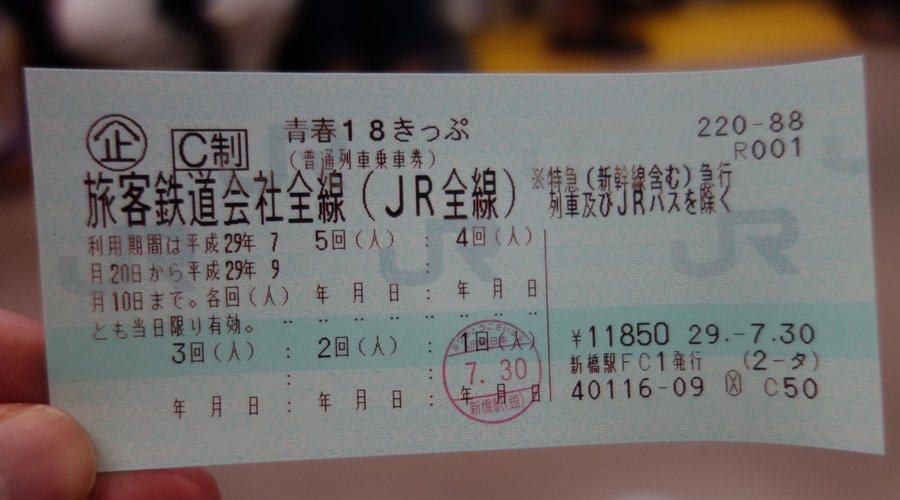 企 C制 青春18きっぷ 220-88
(普通列車乗車券) R001
旅客鉄道会社全線(JR全線) ※特急(新幹線含む)急行
列車及びJRバスを除く
利用期間は平成29年 7
月20日から平成29年 9
月10日まで。各回(人)
とも当日限り有効。
5回(人) : 4回(人)
:
年 月 日 : 年 月 日
3回(人) : 2回(人) : 1回(人)
:
年 月 日 : 年 月 日 : 年 月 日
7.30
新橋駅(銀)
¥11850 29.-7.30
新橋駅FC1発行 (2-タ)
40116-09 C50